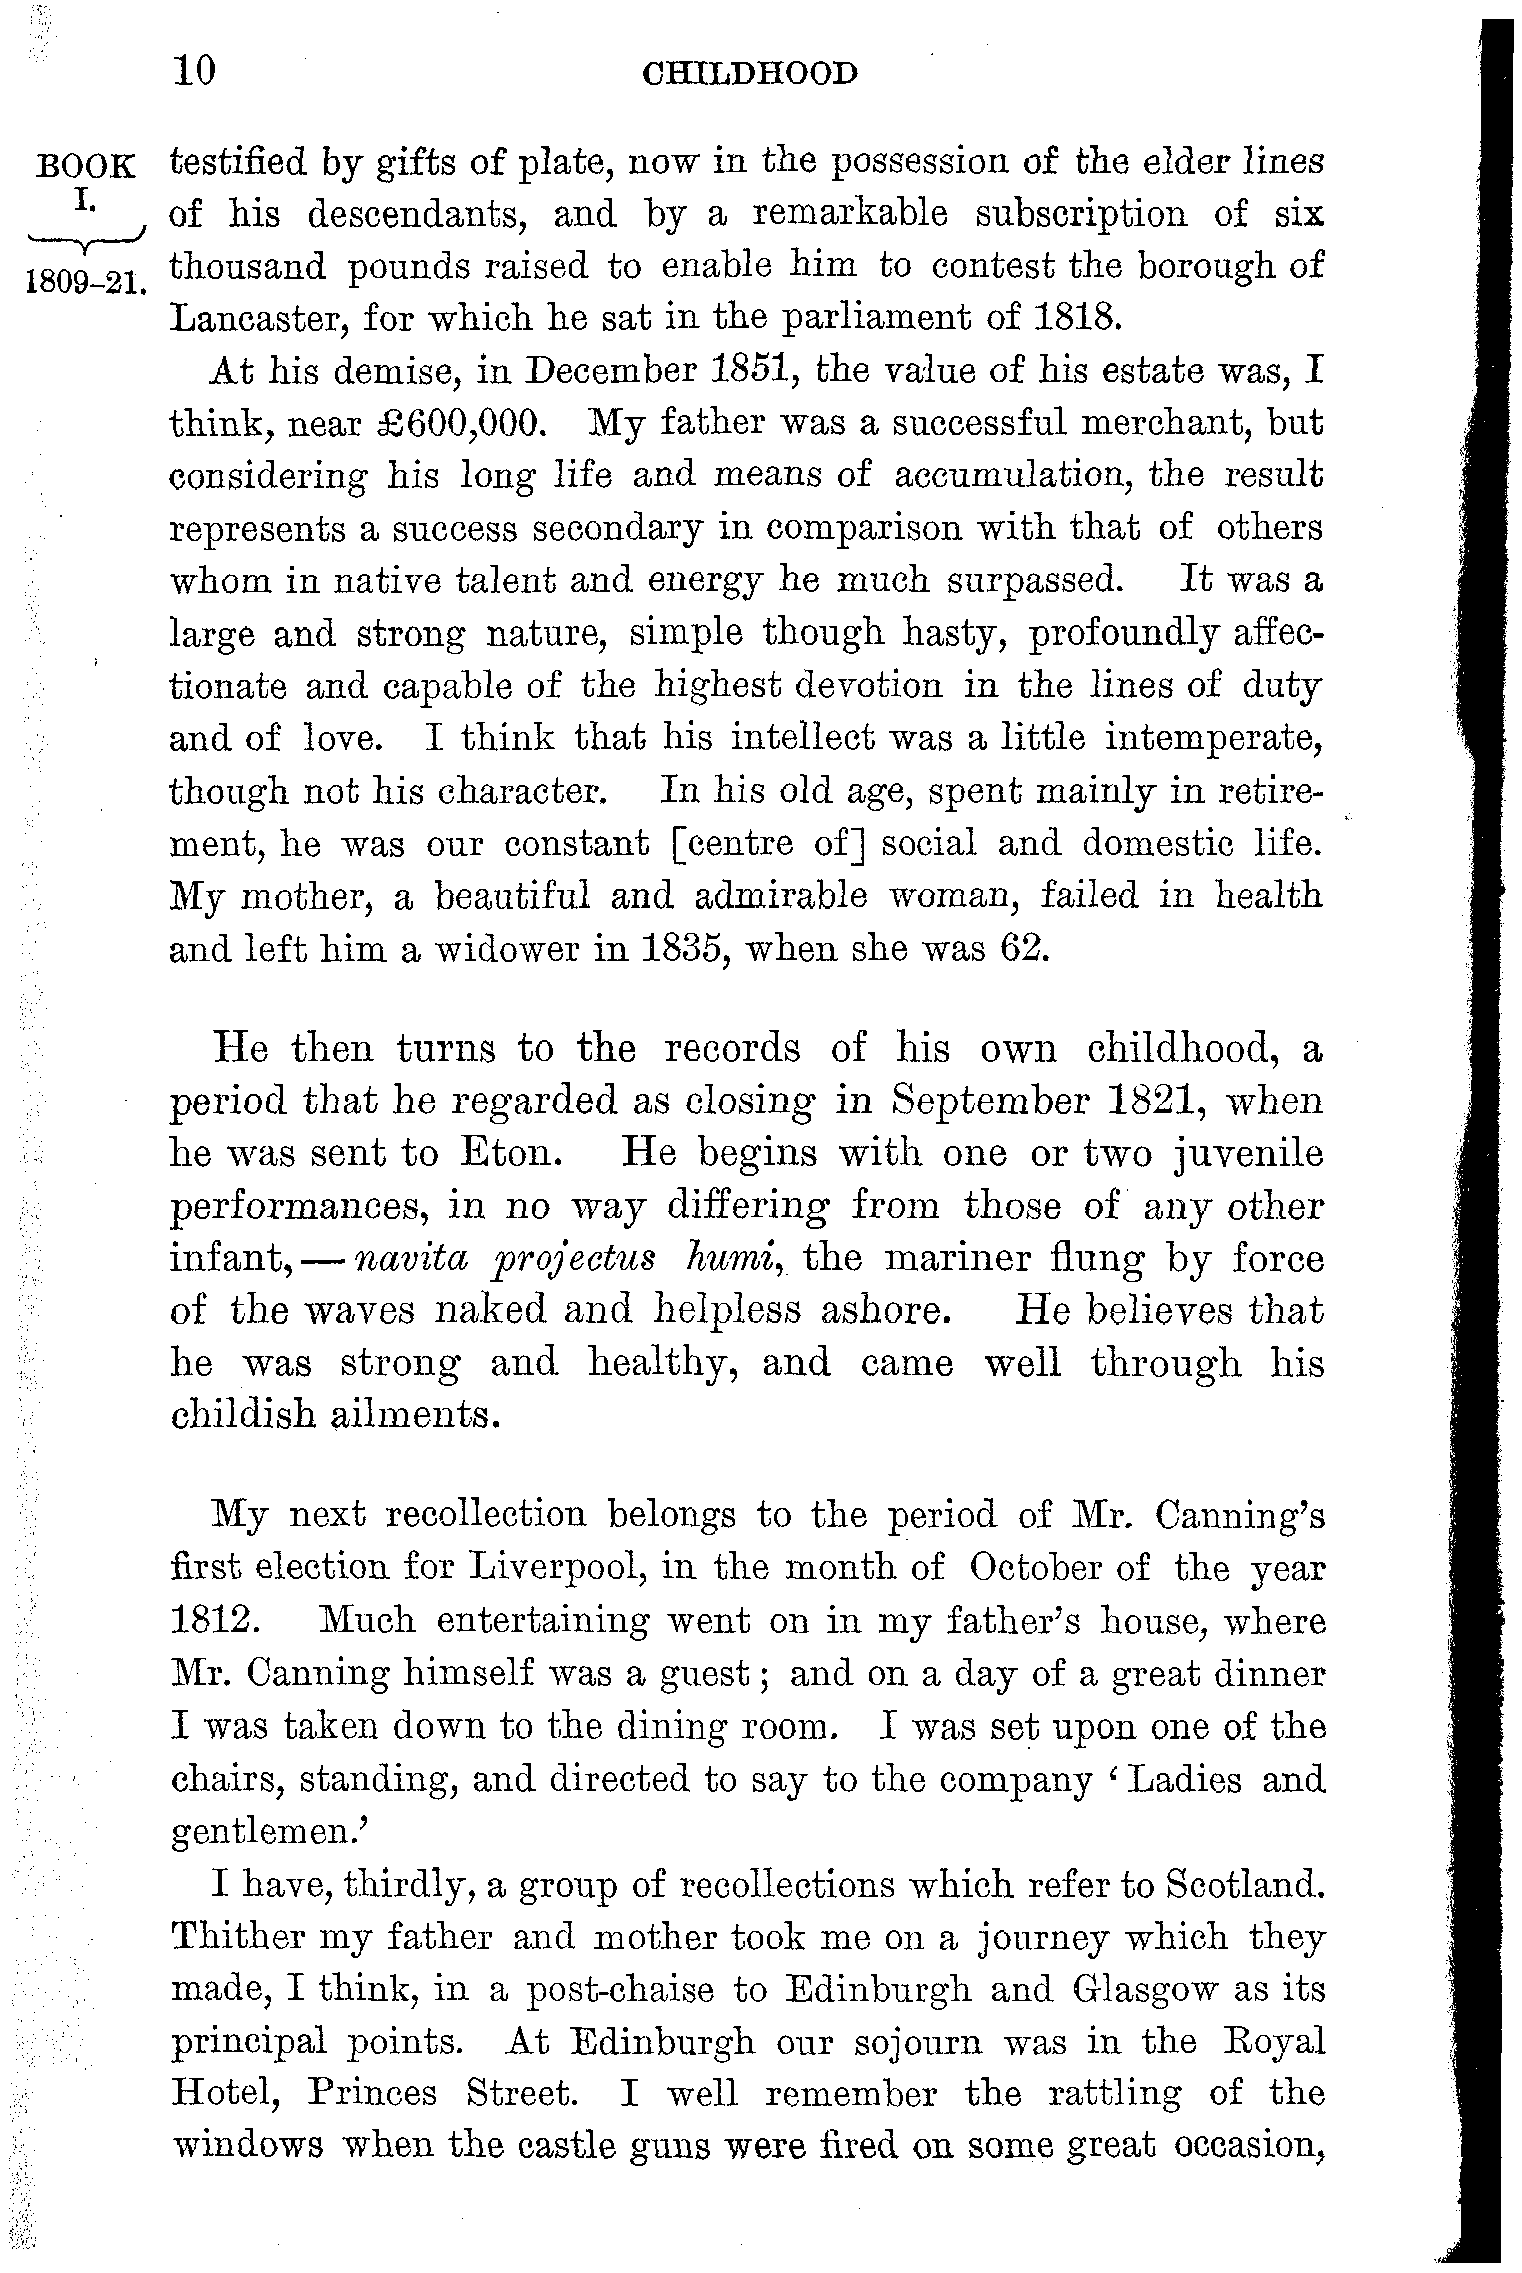 10 CHILDHOOD
BOOK
I.
1809–21.
testified by gifts of plate, now in the possession of the elder lines
of his descendants, and by a remarkable subscription of six
thousand pounds raised to enable him to contest the borough of
Lancaster, for which he sat in the parliament of 1818.
At his demise, in December 1851, the value of his estate was, I
think, near £600,000. My father was a successful merchant, but
considering his long life and means of accumulation, the result
represents a success secondary in comparison with that of others
whom in native talent and energy he much surpassed. It was a
large and strong nature, simple though hasty, profoundly affec-
tionate and capable of the highest devotion in the lines of duty
and of love. I think that his intellect was a little intemperate,
though not his character. In his old age, spent mainly in retire-
ment, he was our constant [centre of] social and domestic life.
My mother, a beautiful and admirable woman, failed in health
and left him a widower in 1835, when she was 62.
He then turns to the records of his own childhood, a
period that he regarded as closing in September 1821, when
he was sent to Eton. He begins with one or two juvenile
performances, in no way differing from those of any other
infant,—navita projectus humi, the mariner flung by force
of the waves naked and helpless ashore. He believes that
he was strong and healthy, and came well through his
childish ailments.
My next recollection belongs to the period of Mr. Canning's
first election for Liverpool, in the month of October of the year
1812. Much entertaining went on in my father's house, where
Mr. Canning himself was a guest; and on a day of a great dinner
I was taken down to the dining room. I was set upon one of the
chairs, standing, and directed to say to the company ‘Ladies and
gentlemen.’
I have, thirdly, a group of recollections which refer to Scotland.
Thither my father and mother took me on a journey which they
made, I think, in a post-chaise to Edinburgh and Glasgow as its
principal points. At Edinburgh our sojourn was in the Royal
Hotel, Princes Street. I well remember the rattling of the
windows when the castle guns were fired on some great occasion,